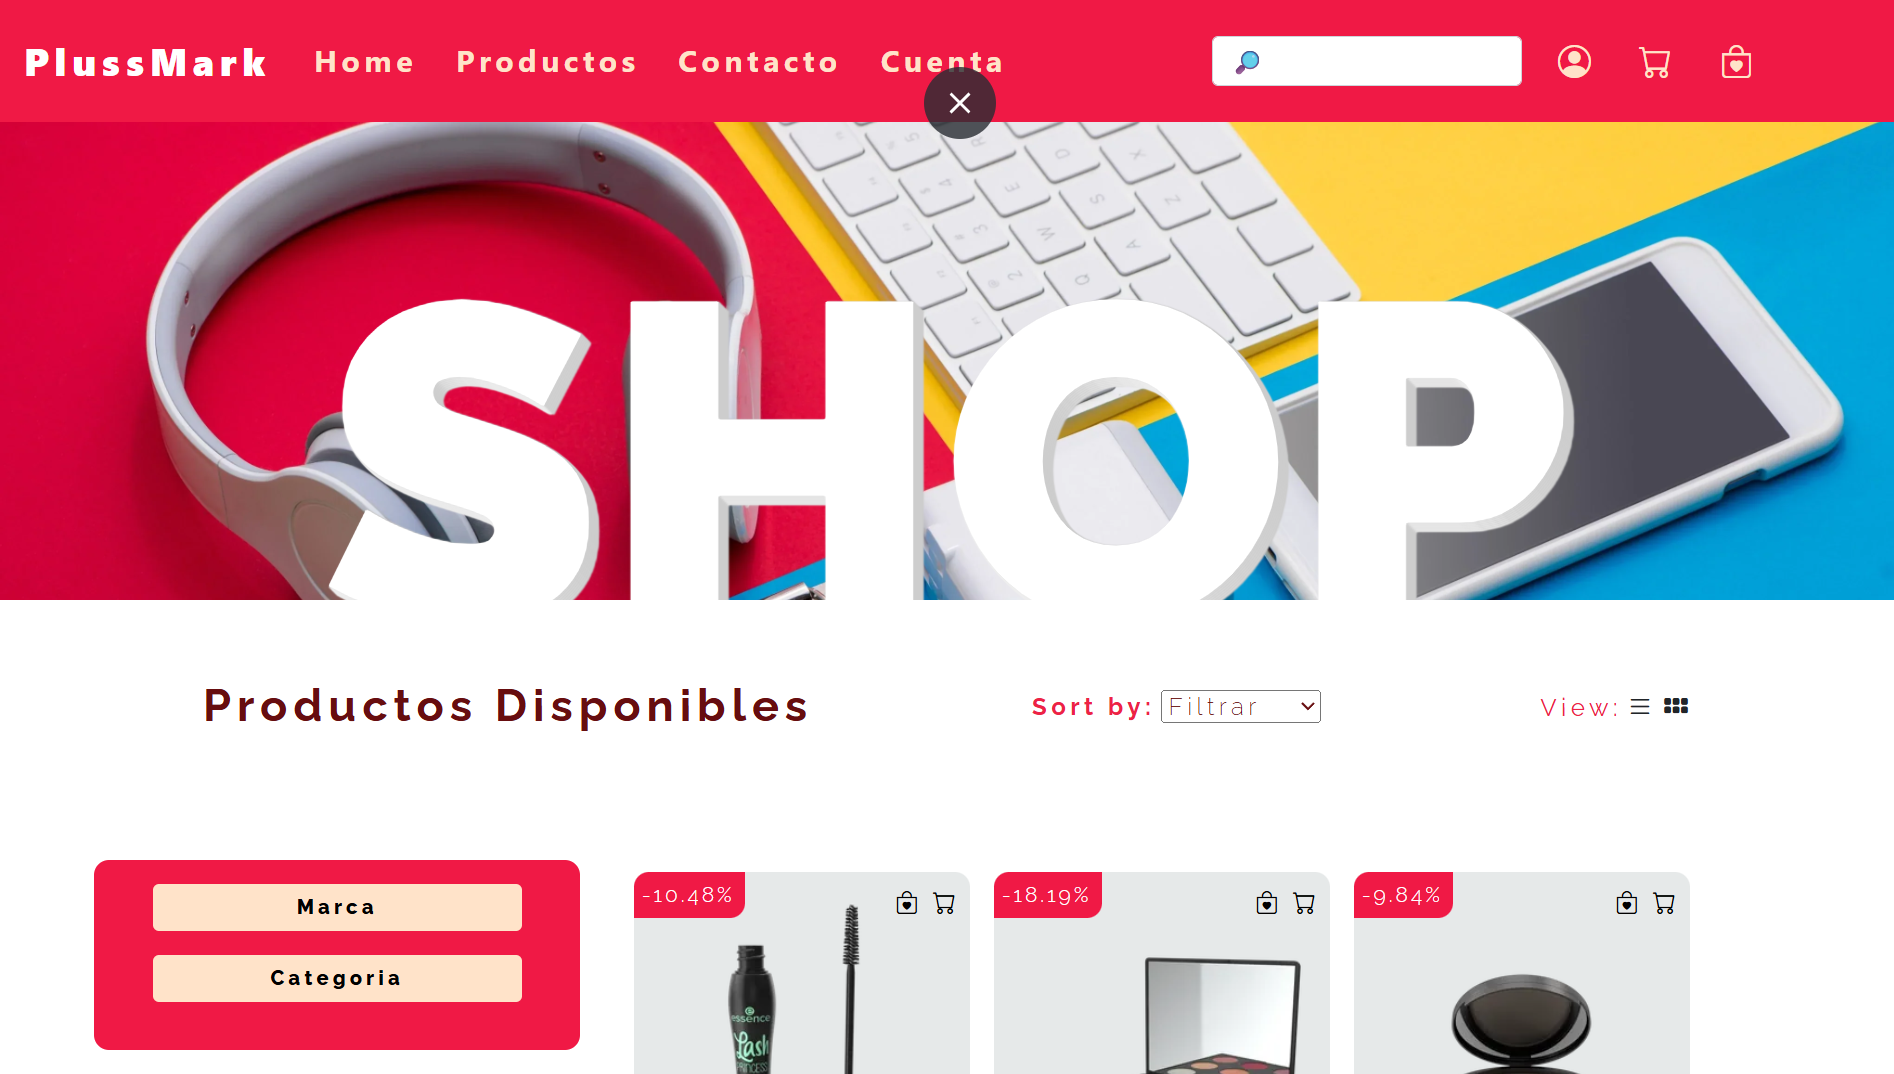 PlussMark Home Productos Contacto Cuenta
SHOP
Productos Disponibles Sort by: Filtrar View:
Marca
Categoria
-10.48%
-18.19%
-9.84%
essence
Lash
PRINCESS